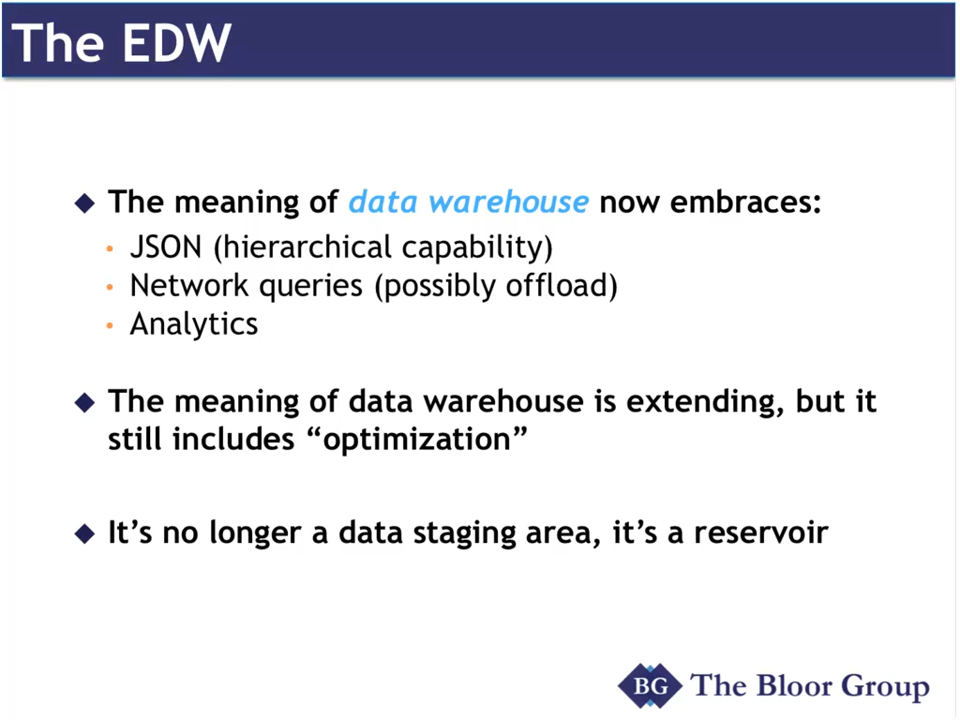 The EDW
The meaning of data warehouse now embraces:
JSON (hierarchical capability)
Network queries (possibly offload)
Analytics
The meaning of data warehouse is extending, but it
still includes “optimization”
It’s no longer a data staging area, it’s a reservoir
BG The Bloor Group